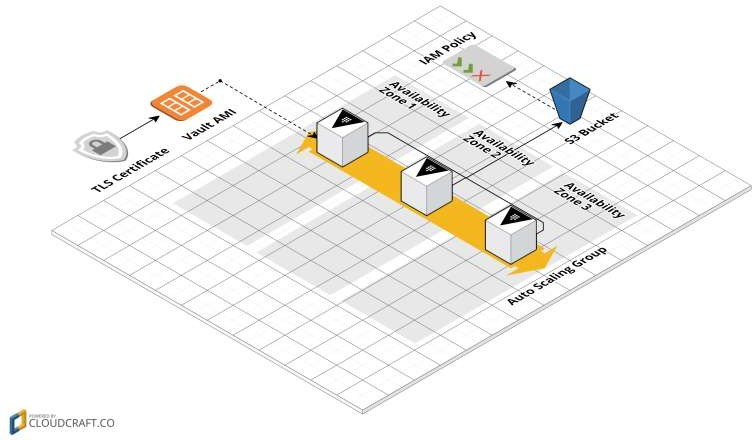 IAM Policy
Availability
Zone 1
Vault AMI
S3 Bucket
Availability
Zone 2
TLS Certificate
Availability
Zone 3
Auto Scaling Group
POWERED BY
CLOUDCRAFT.CO